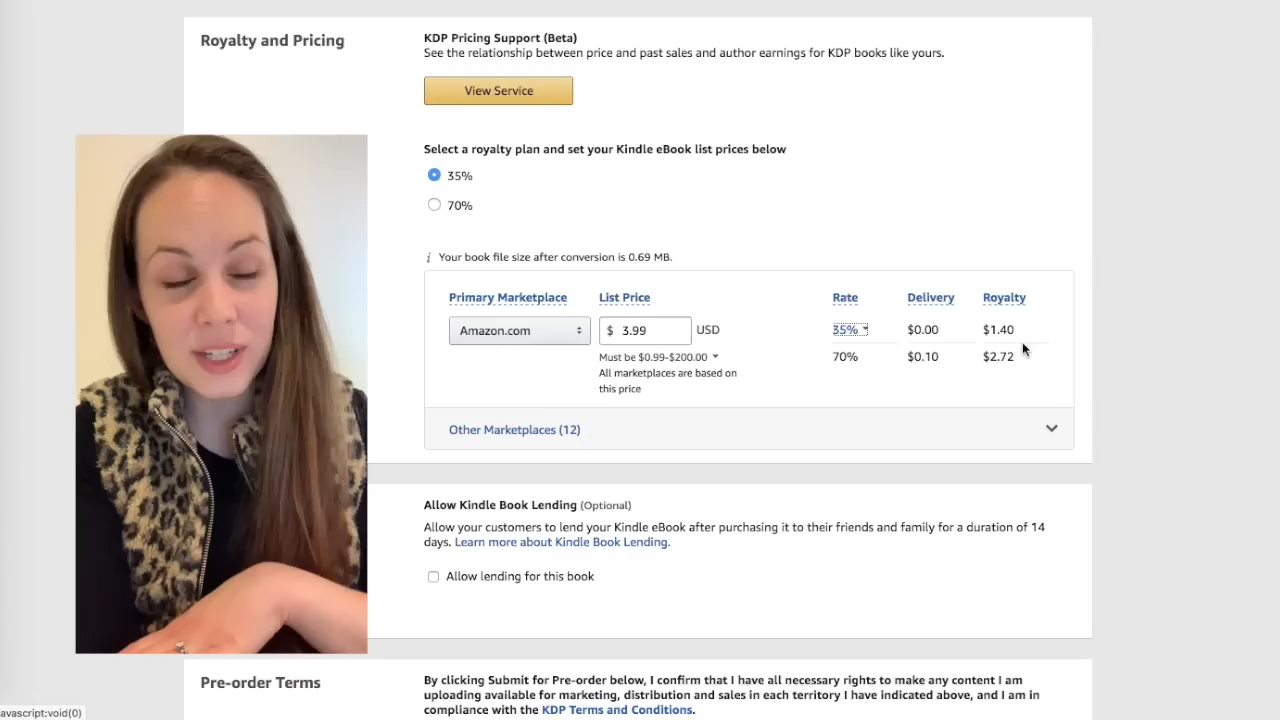 Royalty and Pricing
KDP Pricing Support (Beta)
See the relationship between price and past sales and author earnings for KDP books like yours.
View Service
Select a royalty plan and set your Kindle eBook list prices below
35%
70%
i Your book file size after conversion is 0.69 MB.
Primary Marketplace List Price Rate Delivery Royalty
Amazon.com $ 3.99 USD 35% $0.00 $1.40
Must be $0.99-$200.00 70% $0.10 $2.72
All marketplaces are based on
this price
Other Marketplaces (12)
Allow Kindle Book Lending (Optional)
Allow your customers to lend your Kindle eBook after purchasing it to their friends and family for a duration of 14
days. Learn more about Kindle Book Lending.
Allow lending for this book
Pre-order Terms
By clicking Submit for Pre-order below, I confirm that I have all necessary rights to make any content I am
uploading available for marketing, distribution and sales in each territory I have indicated above, and I am in
compliance with the KDP Terms and Conditions.
avascript:void(0)